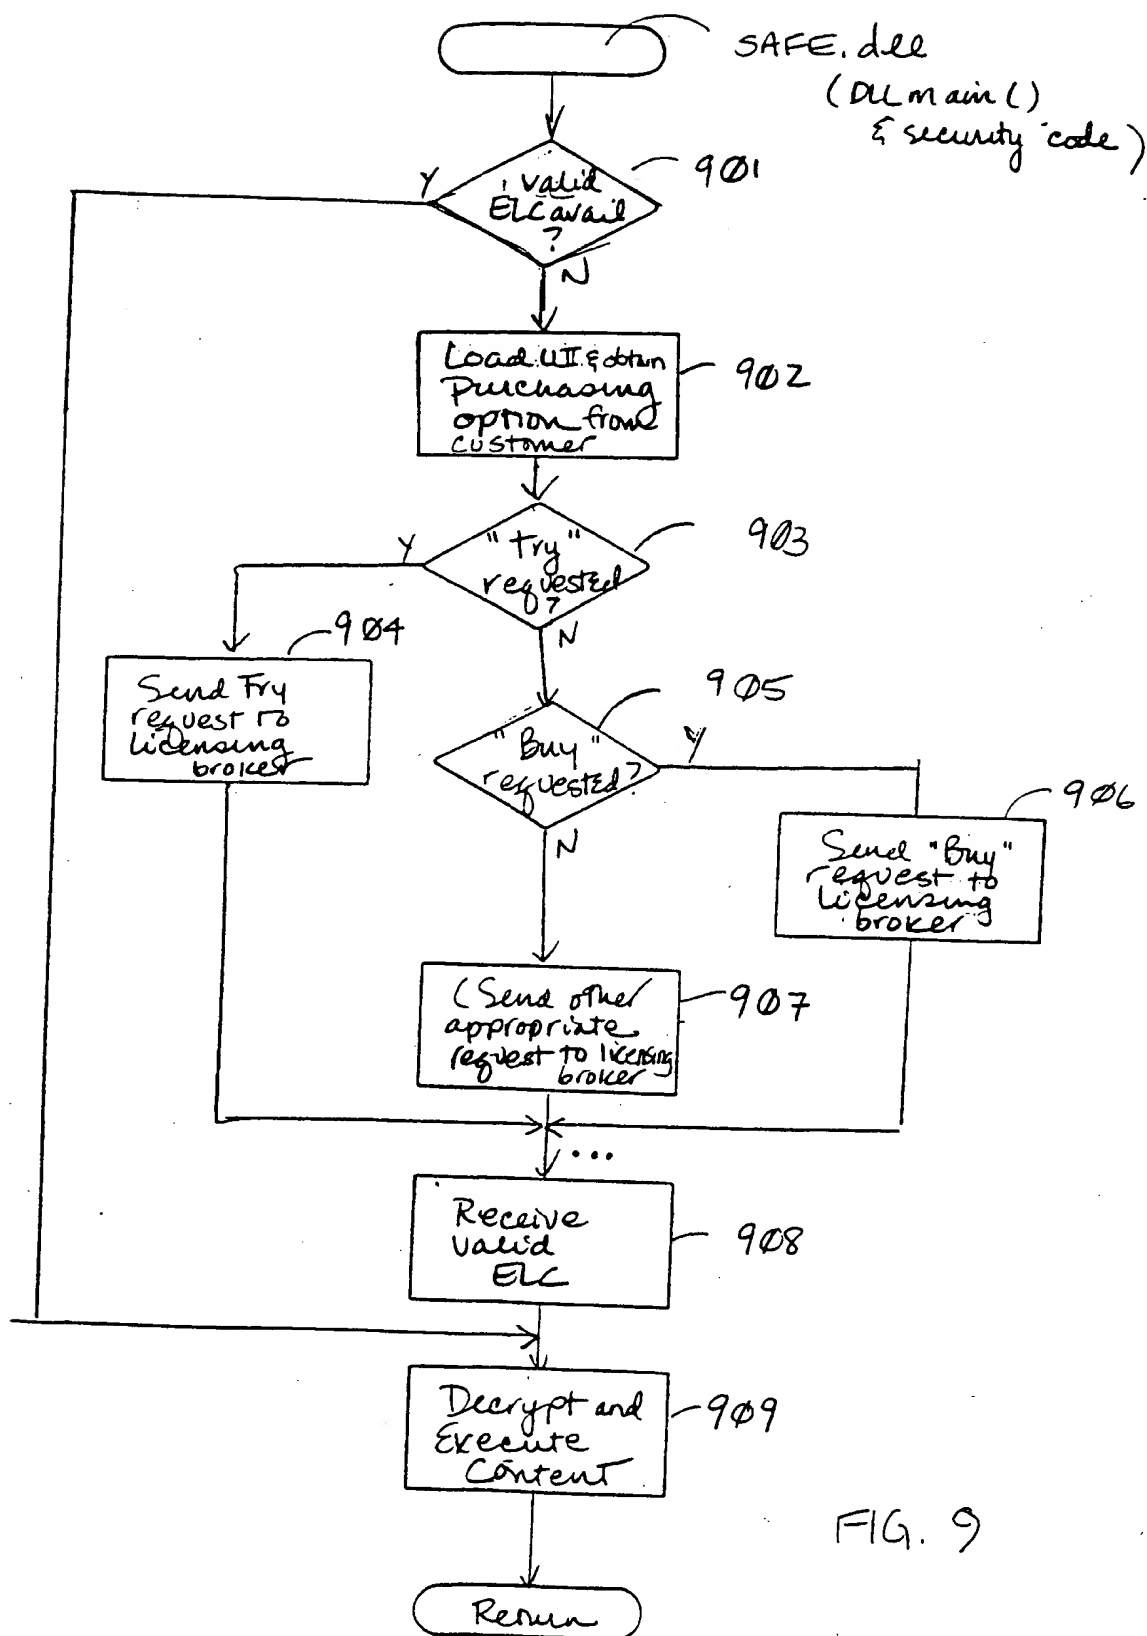 SAFE.dll
(DLLmain()
& security code)
901
Y
valid
ELC avail
?
N
Load UI & obtain
Purchasing
option from
customer
902
"Try"
requested
?
903
Y
N
904
Send Try
request to
licensing
broker
905
"Buy"
requested?
Y
N
906
Send "Buy"
request to
licensing
broker
(Send other
appropriate
request to licensing
broker
907
...
Receive
valid
ELC
908
Decrypt and
Execute
Content
909
FIG. 9
Return